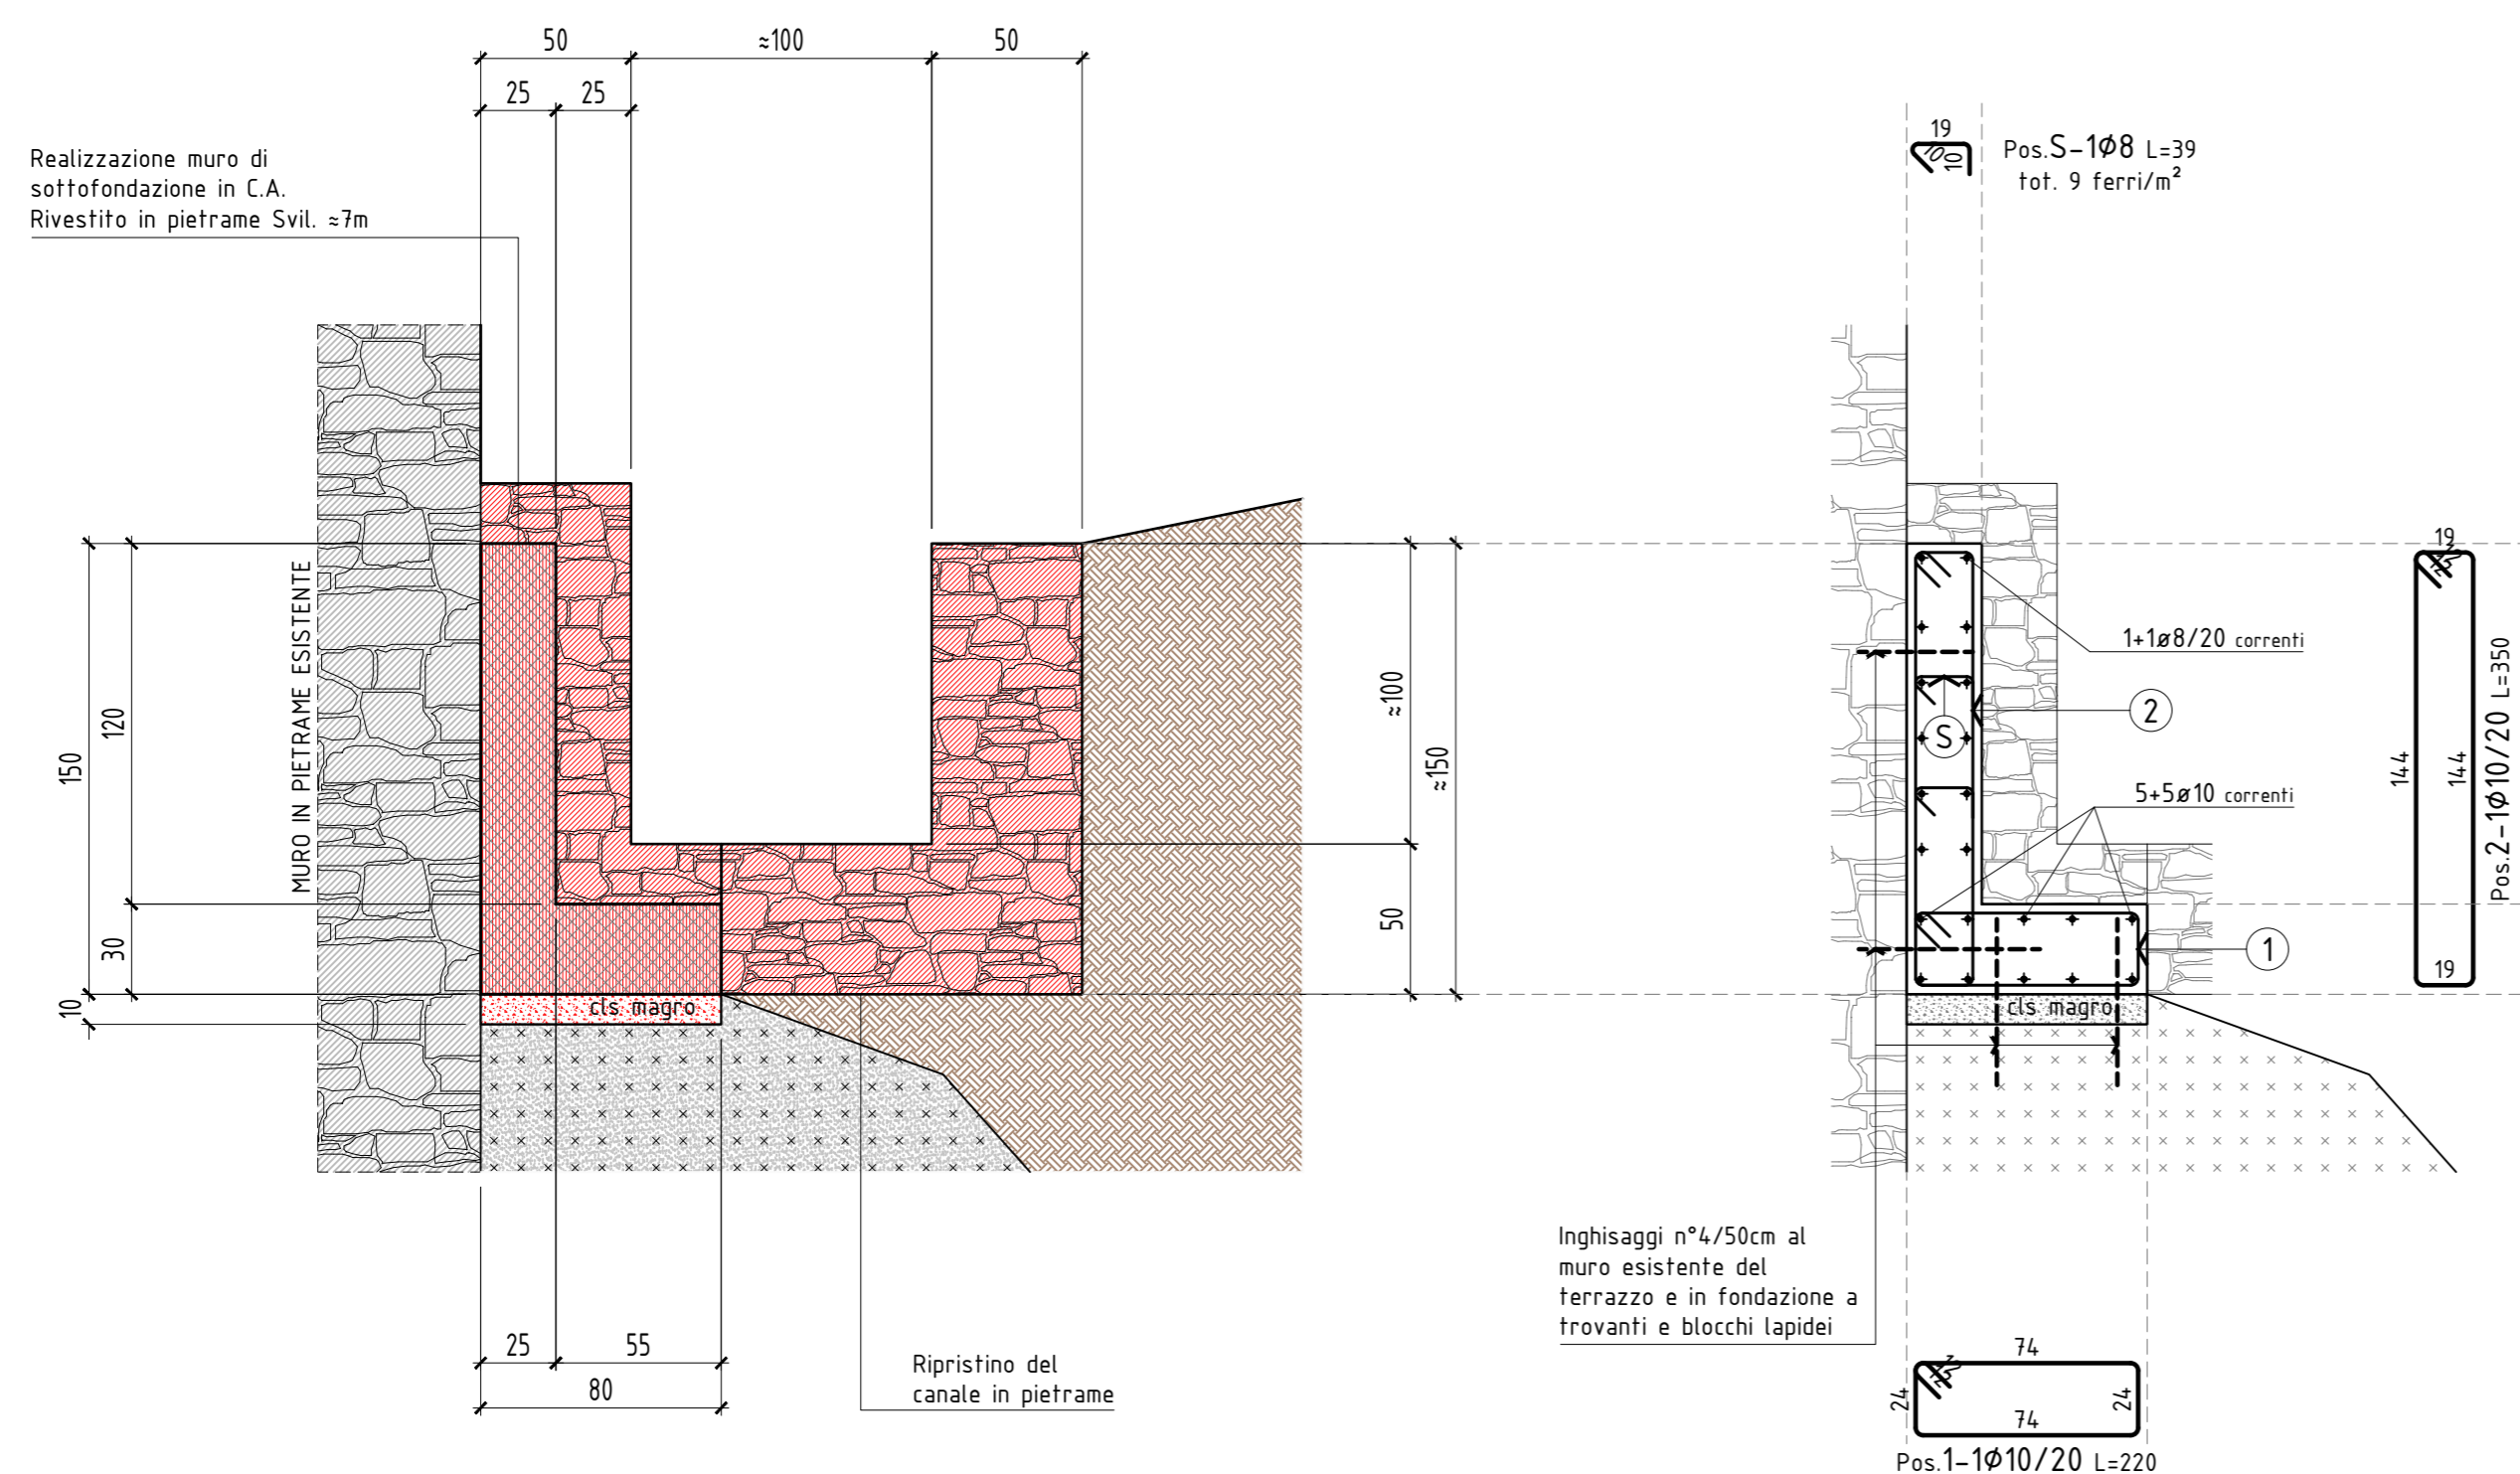 50
≈100
50
25
25
Realizzazione muro di
sottofondazione in C.A.
Rivestito in pietrame Svil. ≈7m
MURO IN PIETRAME ESISTENTE
150
120
30
10
cls magro
≈100
≈150
50
25
55
80
Ripristino del
canale in pietrame
19
10
10
Pos.S-1Ø8 L=39
tot. 9 ferri/m²
1+1ø8/20 correnti
2
S
5+5ø10 correnti
1
cls magro
Inghisaggi n°4/50cm al
muro esistente del
terrazzo e in fondazione a
trovanti e blocchi lapidei
19
144
144
19
Pos.2-1Ø10/20 L=350
74
24
24
74
Pos.1-1Ø10/20 L=220